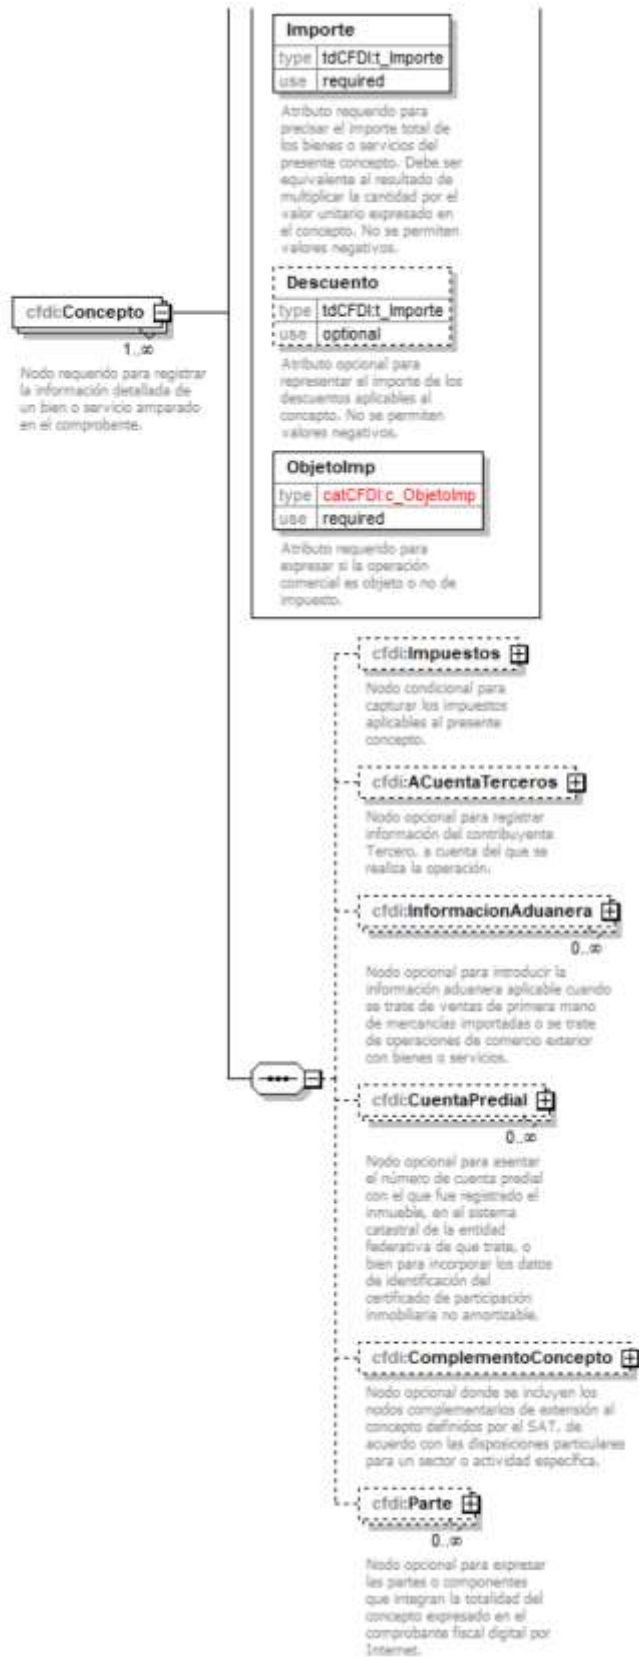 Importe
type tdCFDI:t_Importe
use required
Atributo requerido para
precisar el importe total de
los bienes o servicios del
presente concepto. Debe ser
equivalente al resultado de
multiplicar la cantidad por el
valor unitario expresado en
el concepto. No se permiten
valores negativos.
Descuento
type tdCFDI:t_Importe
use optional
Atributo opcional para
representar el importe de los
descuentos aplicables al
concepto. No se permiten
valores negativos.
ObjetoImp
type catCFDI:c_ObjetoImp
use required
Atributo requerido para
expresar si la operación
comercial es objeto o no de
impuesto.
cfdi:Concepto
1..∞
Nodo requerido para registrar
la información detallada de
un bien o servicio amparado
en el comprobante.
cfdi:Impuestos
Nodo condicional para
capturar los impuestos
aplicables al presente
concepto.
cfdi:ACuentaTerceros
Nodo opcional para registrar
información del contribuyente
Tercero, a cuenta del que se
realiza la operación.
cfdi:InformacionAduanera
0..∞
Nodo opcional para introducir la
información aduanera aplicable cuando
se trate de ventas de primera mano
de mercancías importadas o se trate
de operaciones de comercio exterior
con bienes o servicios.
cfdi:CuentaPredial
0..∞
Nodo opcional para asentar
el número de cuenta predial
con el que fue registrado el
inmueble, en el sistema
catastral de la entidad
federativa de que trate, o
bien para incorporar los datos
de identificación del
certificado de participación
inmobiliaria no amortizable.
cfdi:ComplementoConcepto
Nodo opcional donde se incluyen los
nodos complementarios de extensión al
concepto definidos por el SAT, de
acuerdo con las disposiciones particulares
para un sector o actividad específica.
cfdi:Parte
0..∞
Nodo opcional para expresar
las partes o componentes
que integran la totalidad del
concepto expresado en el
comprobante fiscal digital por
Internet.